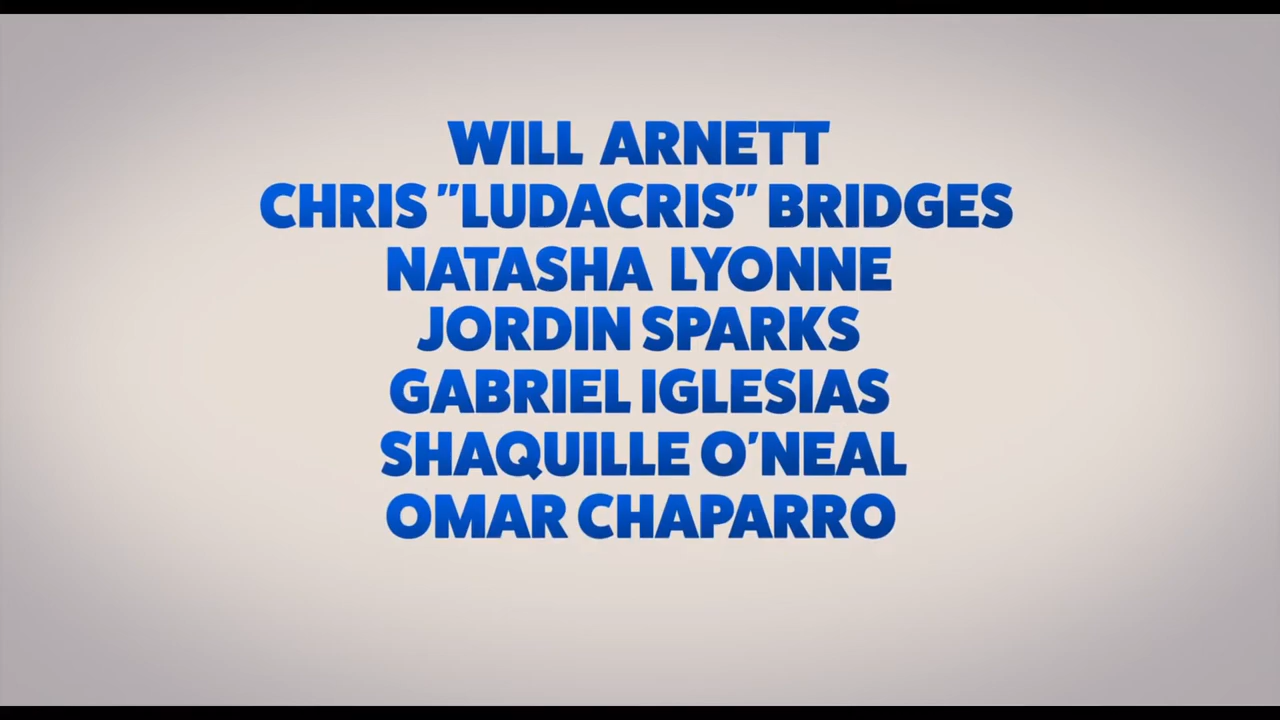 WILL ARNETT
CHRIS "LUDACRIS" BRIDGES
NATASHA LYONNE
JORDIN SPARKS
GABRIEL IGLESIAS
SHAQUILLE O'NEAL
OMAR CHAPARRO